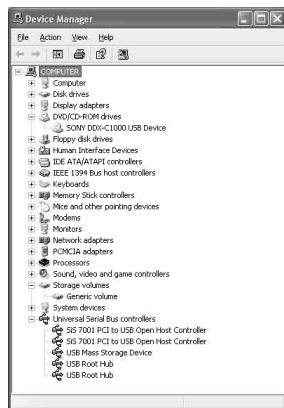 Device Manager
File Action View Help
COMPUTER
Computer
Disk drives
Display adapters
DVD/CD-ROM drives
SONY DDX-C1000 USB Device
Floppy disk drives
Human Interface Devices
IDE ATA/ATAPI controllers
IEEE 1394 Bus host controllers
Keyboards
Memory Stick controllers
Mice and other pointing devices
Modems
Monitors
Network adapters
PCMCIA adapters
Processors
Sound, video and game controllers
Storage volumes
Generic volume
System devices
Universal Serial Bus controllers
SiS 7001 PCI to USB Open Host Controller
SiS 7001 PCI to USB Open Host Controller
USB Mass Storage Device
USB Root Hub
USB Root Hub